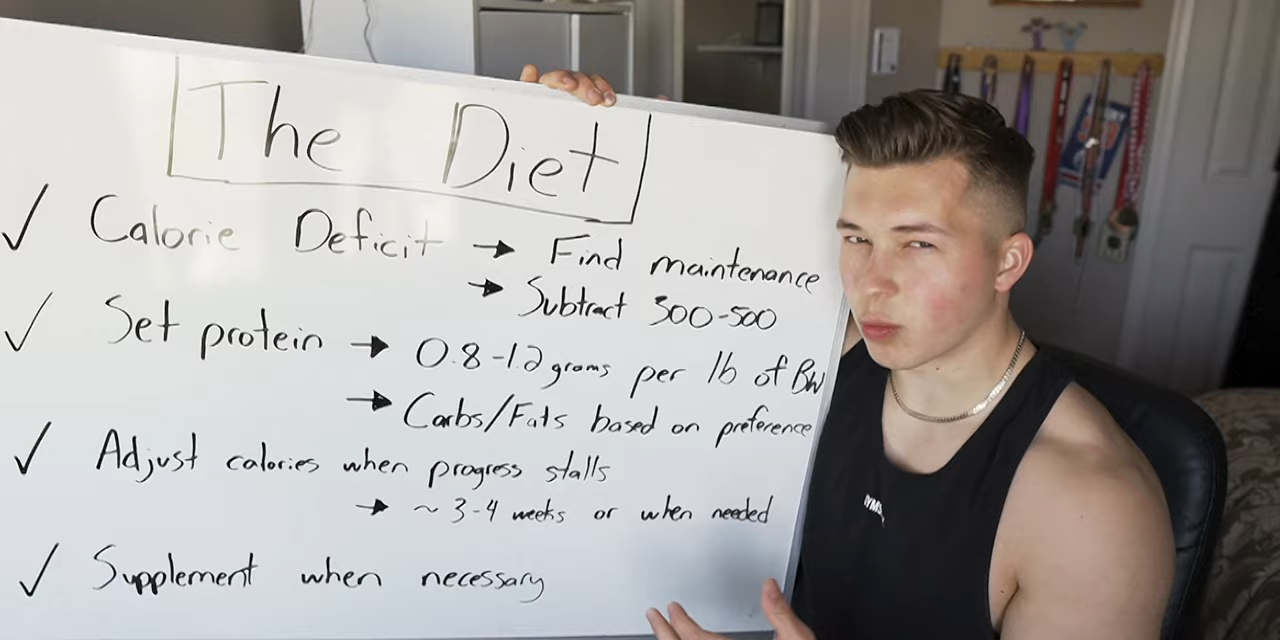 The Diet
✓ Calorie Deficit → Find maintenance
→ Subtract 300-500
✓ Set protein → 0.8-1.2 grams per lb of BW
→ Carbs/Fats based on preference
✓ Adjust calories when progress stalls
→ ~ 3-4 weeks or when needed
✓ Supplement when necessary